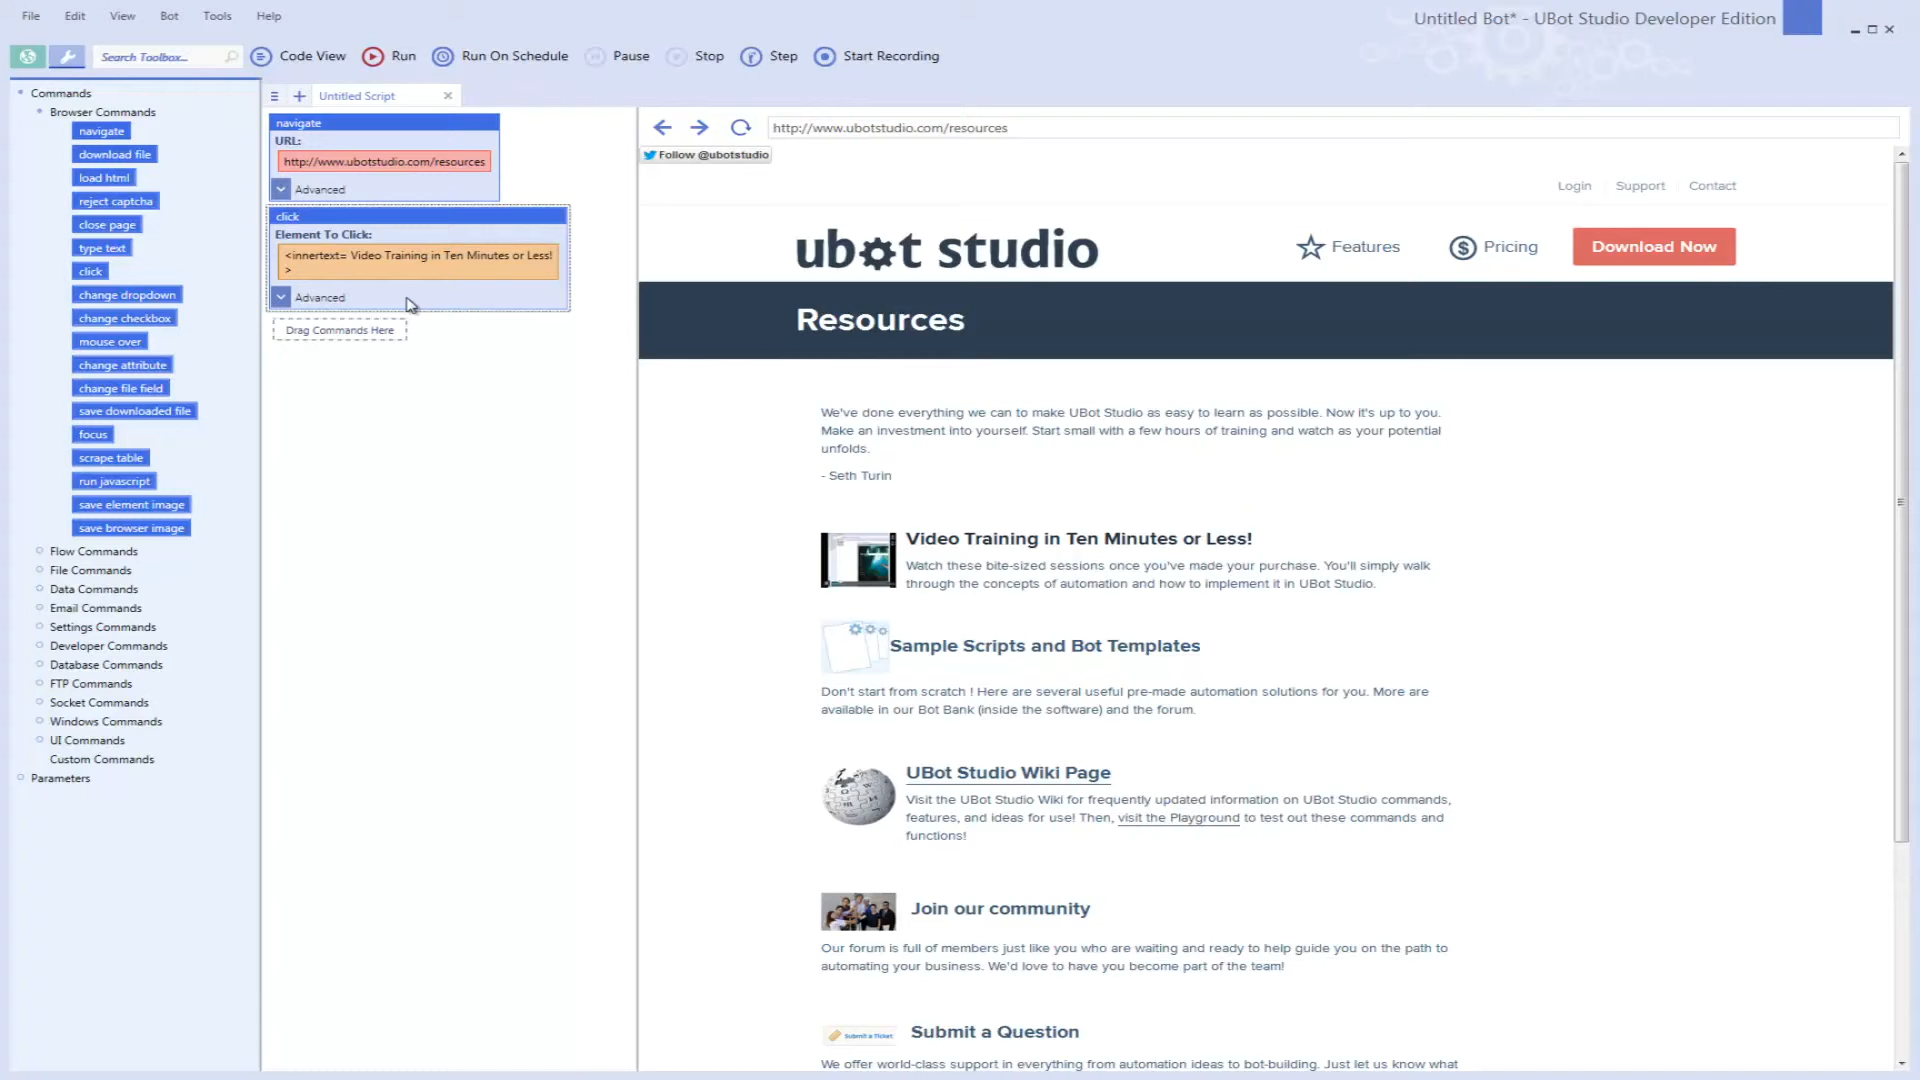 File Edit View Bot Tools Help
Untitled Bot* - UBot Studio Developer Edition
Search Toolbox...
Code View Run Run On Schedule Pause Stop Step Start Recording
Commands
Browser Commands
navigate
download file
load html
reject captcha
close page
type text
click
change dropdown
change checkbox
mouse over
change attribute
change file field
save downloaded file
focus
scrape table
run javascript
save element image
save browser image
Flow Commands
File Commands
Data Commands
Email Commands
Settings Commands
Developer Commands
Database Commands
FTP Commands
Socket Commands
Windows Commands
UI Commands
Custom Commands
Parameters
Untitled Script
navigate
URL:
http://www.ubotstudio.com/resources
Advanced
click
Element To Click:
<innertext= Video Training in Ten Minutes or Less!
>
Advanced
Drag Commands Here
http://www.ubotstudio.com/resources
Follow @ubotstudio
Login Support Contact
ubot studio
Features Pricing Download Now
Resources
We've done everything we can to make UBot Studio as easy to learn as possible. Now it's up to you.
Make an investment into yourself. Start small with a few hours of training and watch as your potential
unfolds.
- Seth Turin
Video Training in Ten Minutes or Less!
Watch these bite-sized sessions once you've made your purchase. You'll simply walk
through the concepts of automation and how to implement it in UBot Studio.
Sample Scripts and Bot Templates
Don't start from scratch ! Here are several useful pre-made automation solutions for you. More are
available in our Bot Bank (inside the software) and the forum.
UBot Studio Wiki Page
Visit the UBot Studio Wiki for frequently updated information on UBot Studio commands,
features, and ideas for use! Then, visit the Playground to test out these commands and
functions!
Join our community
Our forum is full of members just like you who are waiting and ready to help guide you on the path to
automating your business. We'd love to have you become part of the team!
Submit a Ticket
Submit a Question
We offer world-class support in everything from automation ideas to bot-building. Just let us know what